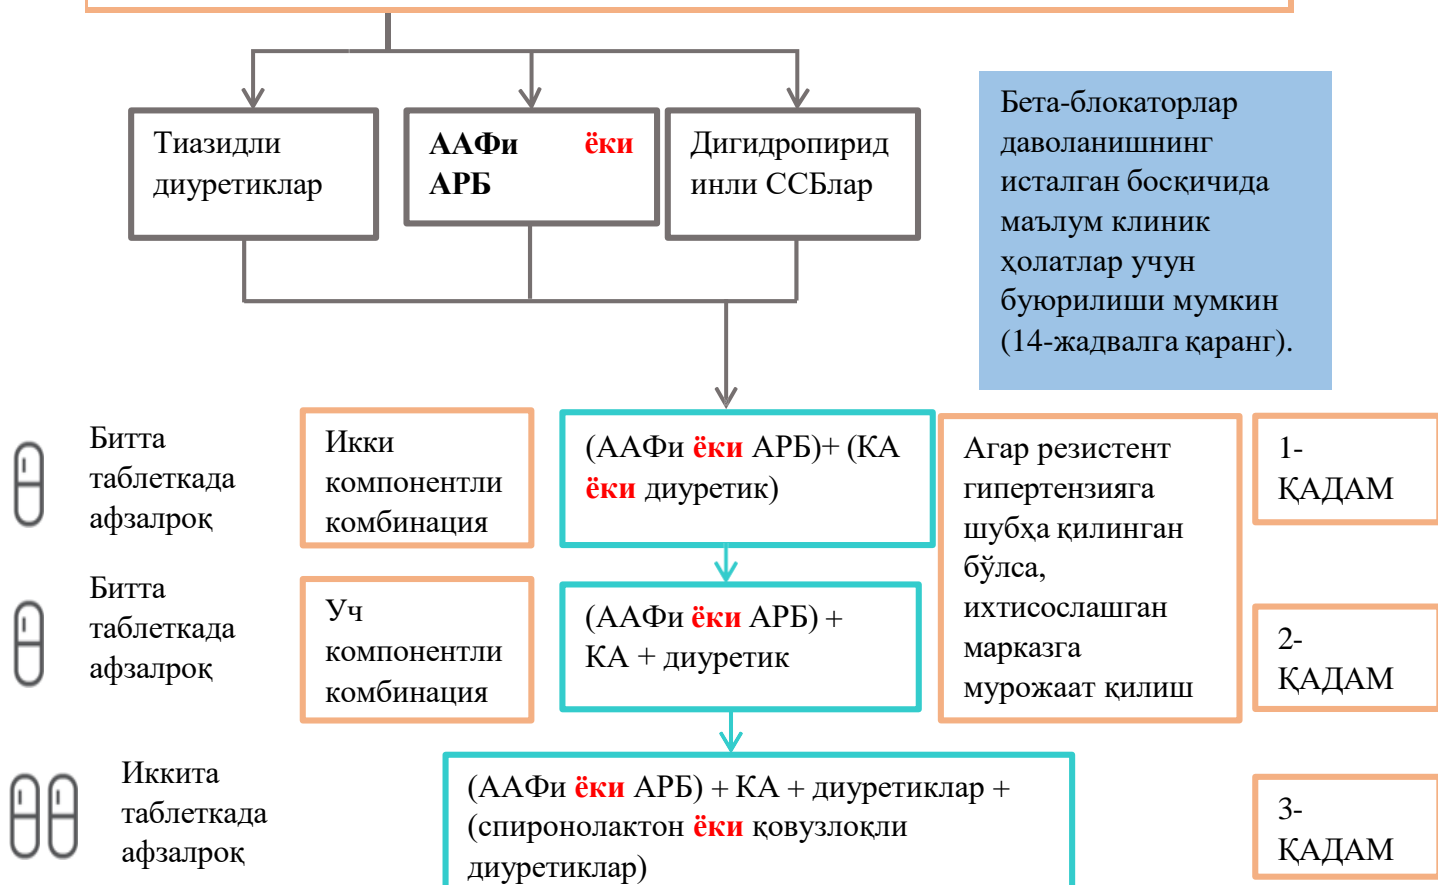 Тиазидли
диуретиклар
ААФи ёки
АРБ
Дигидропирид
инли ССБлар
Бета-блокаторлар
даволанишнинг
исталган босқичида
маълум клиник
ҳолатлар учун
буюрилиши мумкин
(14-жадвалга қаранг).
Битта
таблеткада
афзалроқ
Икки
компонентли
комбинация
(ААФи ёки АРБ)+ (КА
ёки диуретик)
Агар резистент
гипертензияга
шубҳа қилинган
бўлса,
ихтисослашган
марказга
мурожаат қилиш
1-
ҚАДАМ
Битта
таблеткада
афзалроқ
Уч
компонентли
комбинация
(ААФи ёки АРБ) +
КА + диуретик
2-
ҚАДАМ
Иккита
таблеткада
афзалроқ
(ААФи ёки АРБ) + КА + диуретиклар +
(спиронолактон ёки қовузлоқли
диуретиклар)
3-
ҚАДАМ